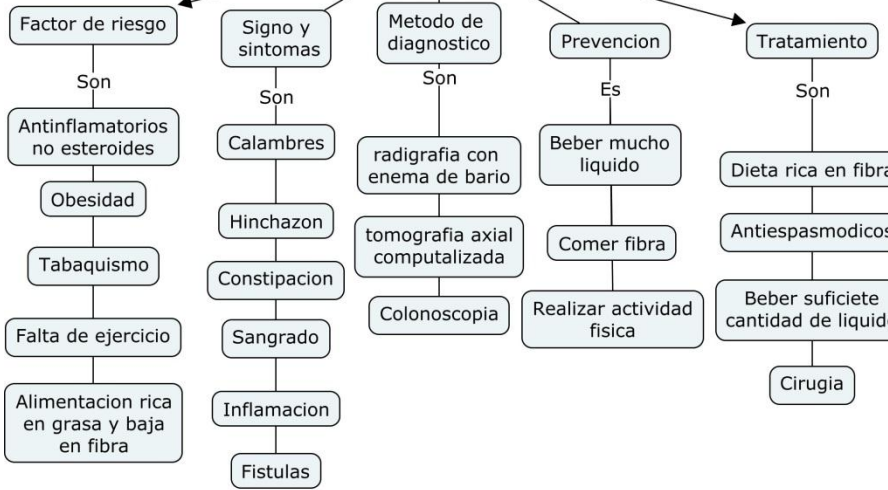 Factor de riesgo
Son
Antinflamatorios
no esteroides
Obesidad
Tabaquismo
Falta de ejercicio
Alimentacion rica
en grasa y baja
en fibra
Signo y
sintomas
Son
Calambres
Hinchazon
Constipacion
Sangrado
Inflamacion
Fistulas
Metodo de
diagnostico
Son
radigrafia con
enema de bario
tomografia axial
computalizada
Colonoscopia
Prevencion
Es
Beber mucho
liquido
Comer fibra
Realizar actividad
fisica
Tratamiento
Son
Dieta rica en fibra
Antiespasmodicos
Beber suficiete
cantidad de liquido
Cirugia